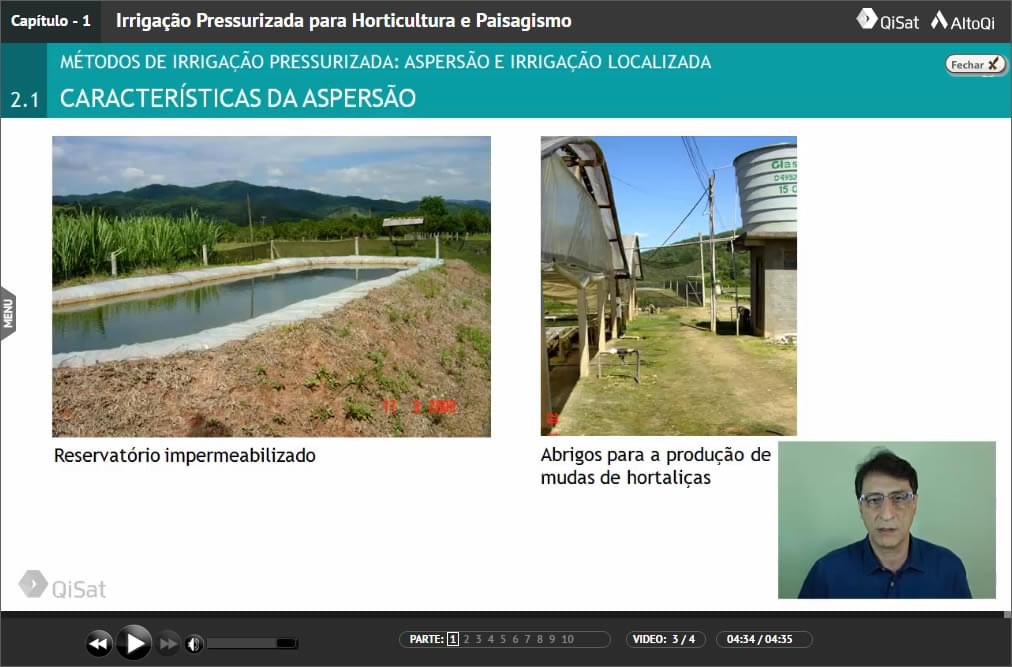 Capítulo - 1
Irrigação Pressurizada para Horticultura e Paisagismo
QiSat
AltoQi
MÉTODOS DE IRRIGAÇÃO PRESSURIZADA: ASPERSÃO E IRRIGAÇÃO LOCALIZADA
Fechar
2.1
CARACTERÍSTICAS DA ASPERSÃO
MENU
Reservatório impermeabilizado
Abrigos para a produção de
mudas de hortaliças
QiSat
PARTE: 1 2 3 4 5 6 7 8 9 10
VIDEO: 3 / 4
04:34 / 04:35